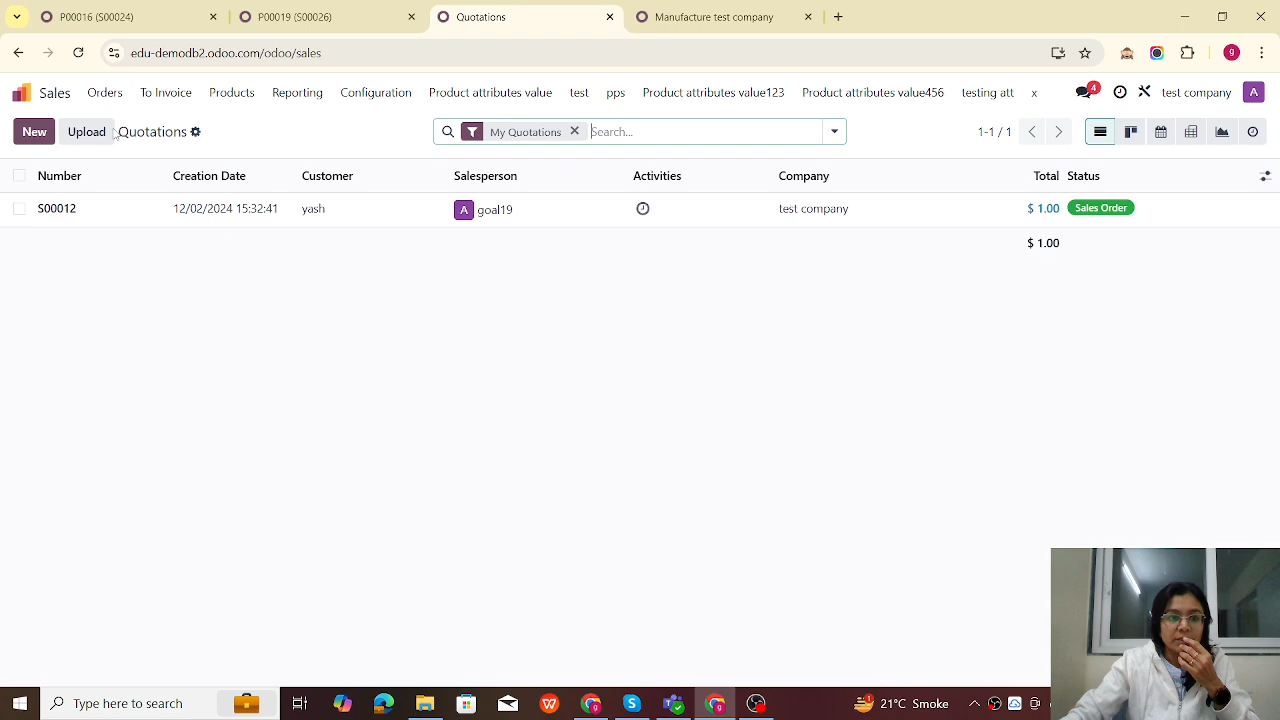 P00016 (S00024)
P00019 (S00026)
Quotations
Manufacture test company
edu-demodb2.odoo.com/odoo/sales
g
Sales
Orders
To Invoice
Products
Reporting
Configuration
Product attributes value
test
pps
Product attributes value123
Product attributes value456
testing att
x
4
test company
A
New
Upload
Quotations
My Quotations
Search...
1-1 / 1
Number
Creation Date
Customer
Salesperson
Activities
Company
Total
Status
S00012
12/02/2024 15:32:41
yash
A
goal19
test company
$ 1.00
Sales Order
$ 1.00
Type here to search
1
21°C Smoke